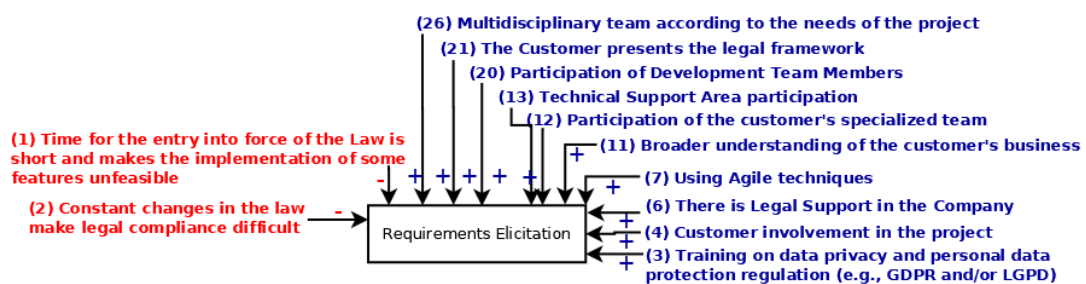 (26) Multidisciplinary team according to the needs of the project
(21) The Customer presents the legal framework
(20) Participation of Development Team Members
(13) Technical Support Area participation
(12) Participation of the customer's specialized team
(1) Time for the entry into force of the Law is
short and makes the implementation of some
features unfeasible
+
(11) Broader understanding of the customer's business
- + + + + +
+
(7) Using Agile techniques
(2) Constant changes in the law
make legal compliance difficult
-
(6) There is Legal Support in the Company
+
Requirements Elicitation
(4) Customer involvement in the project
+
(3) Training on data privacy and personal data
protection regulation (e.g., GDPR and/or LGPD)
+